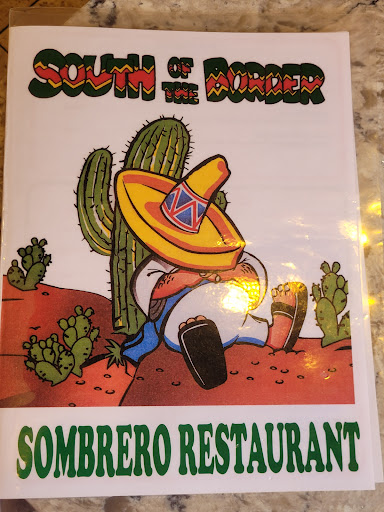 SOUTH OF THE BORDER
SOMBRERO RESTAURANT